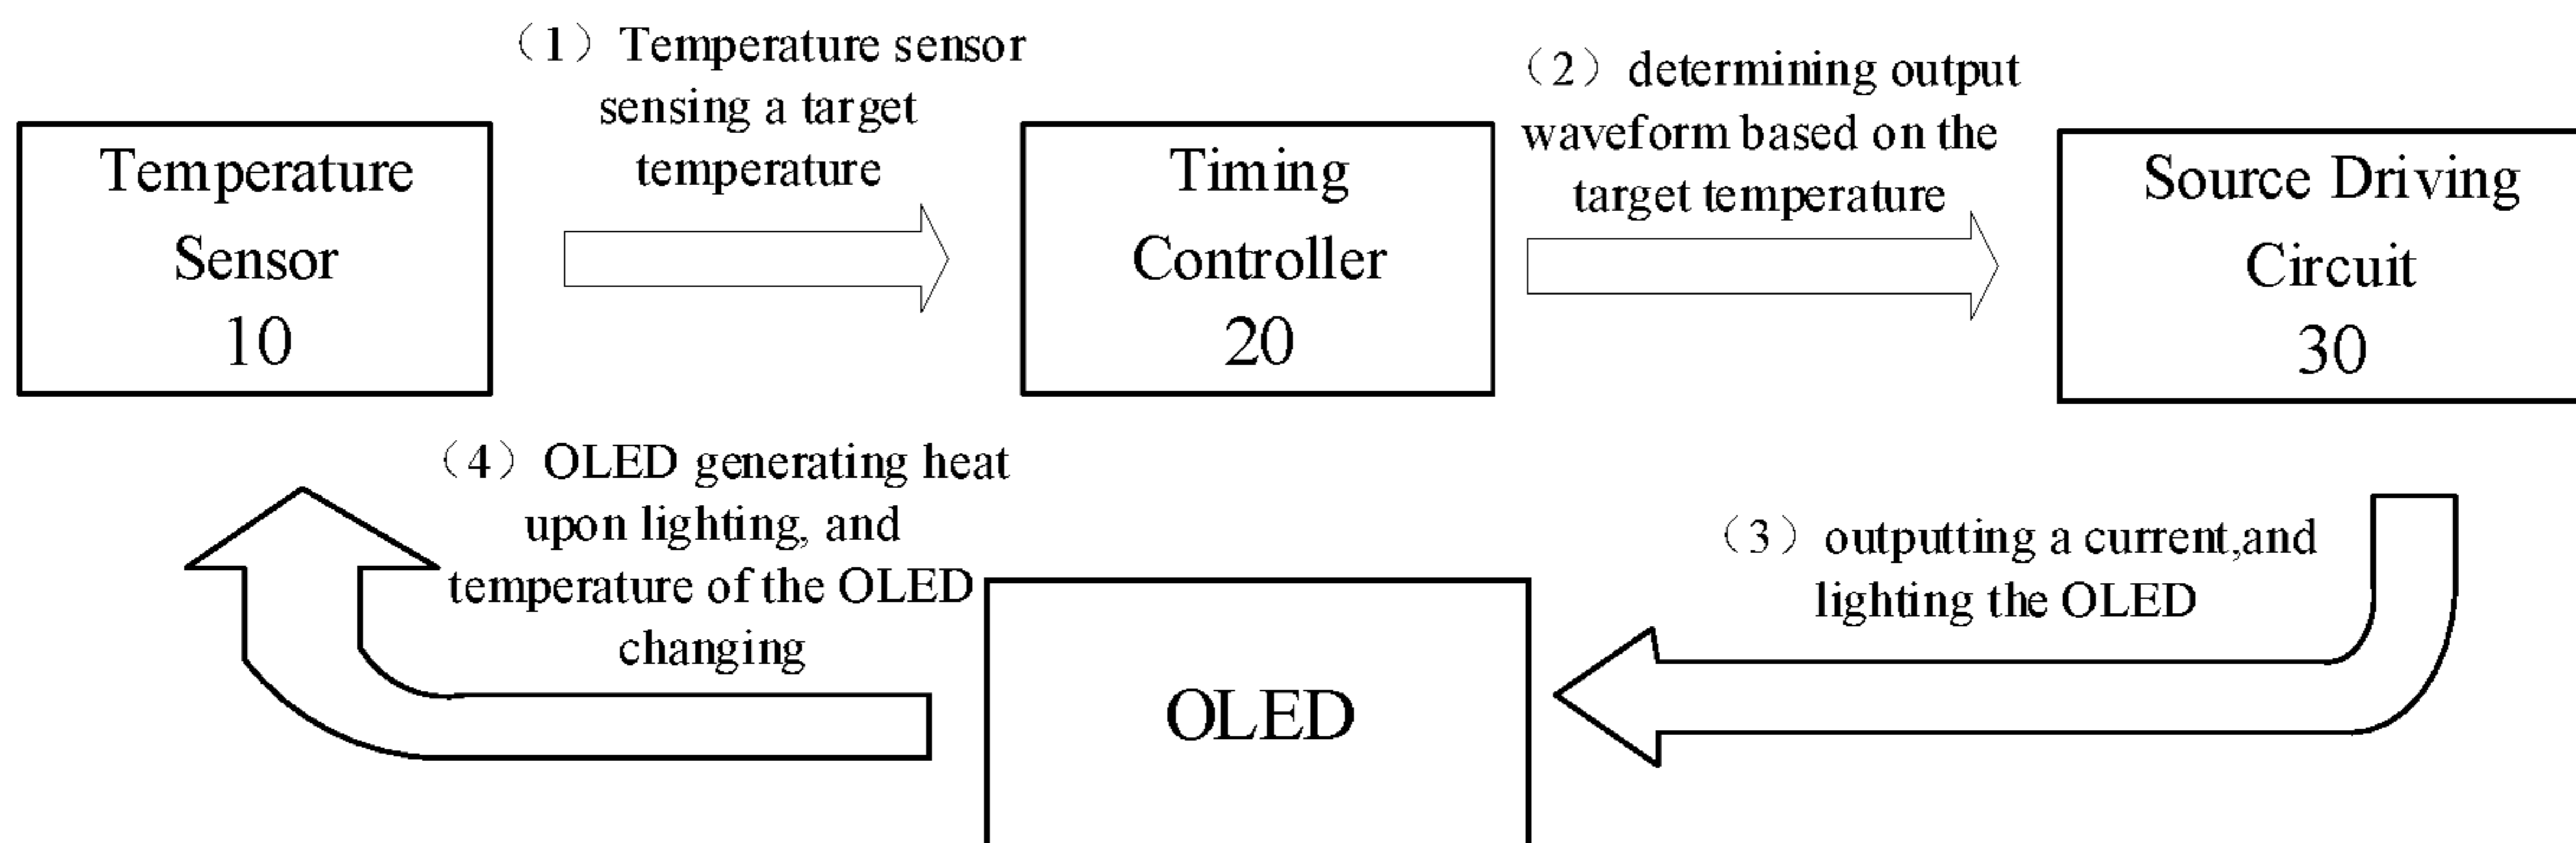 （1）Temperature sensor
sensing a target
temperature
（2）determining output
waveform based on the
target temperature
Temperature
Sensor
10
Timing
Controller
20
Source Driving
Circuit
30
（4）OLED generating heat
upon lighting, and
temperature of the OLED
changing
（3）outputting a current,and
lighting the OLED
OLED